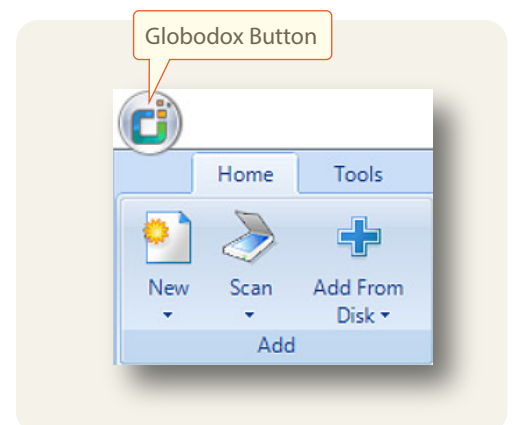 Globodox Button
Home Tools
New Scan Add From
Disk
Add